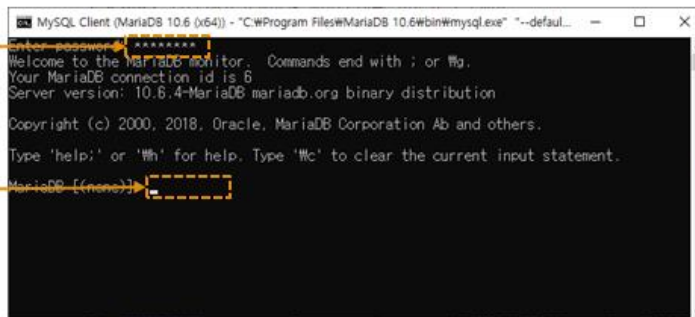 MySQL Client (MariaDB 10.6 (x64)) - "C:₩Program Files₩MariaDB 10.6₩bin₩mysql.exe" "--defaul...
Enter password: ********
Welcome to the MariaDB monitor.  Commands end with ; or ₩g.
Your MariaDB connection id is 6
Server version: 10.6.4-MariaDB mariadb.org binary distribution
Copyright (c) 2000, 2018, Oracle, MariaDB Corporation Ab and others.
Type 'help;' or '₩h' for help. Type '₩c' to clear the current input statement.
MariaDB [(none)]> _